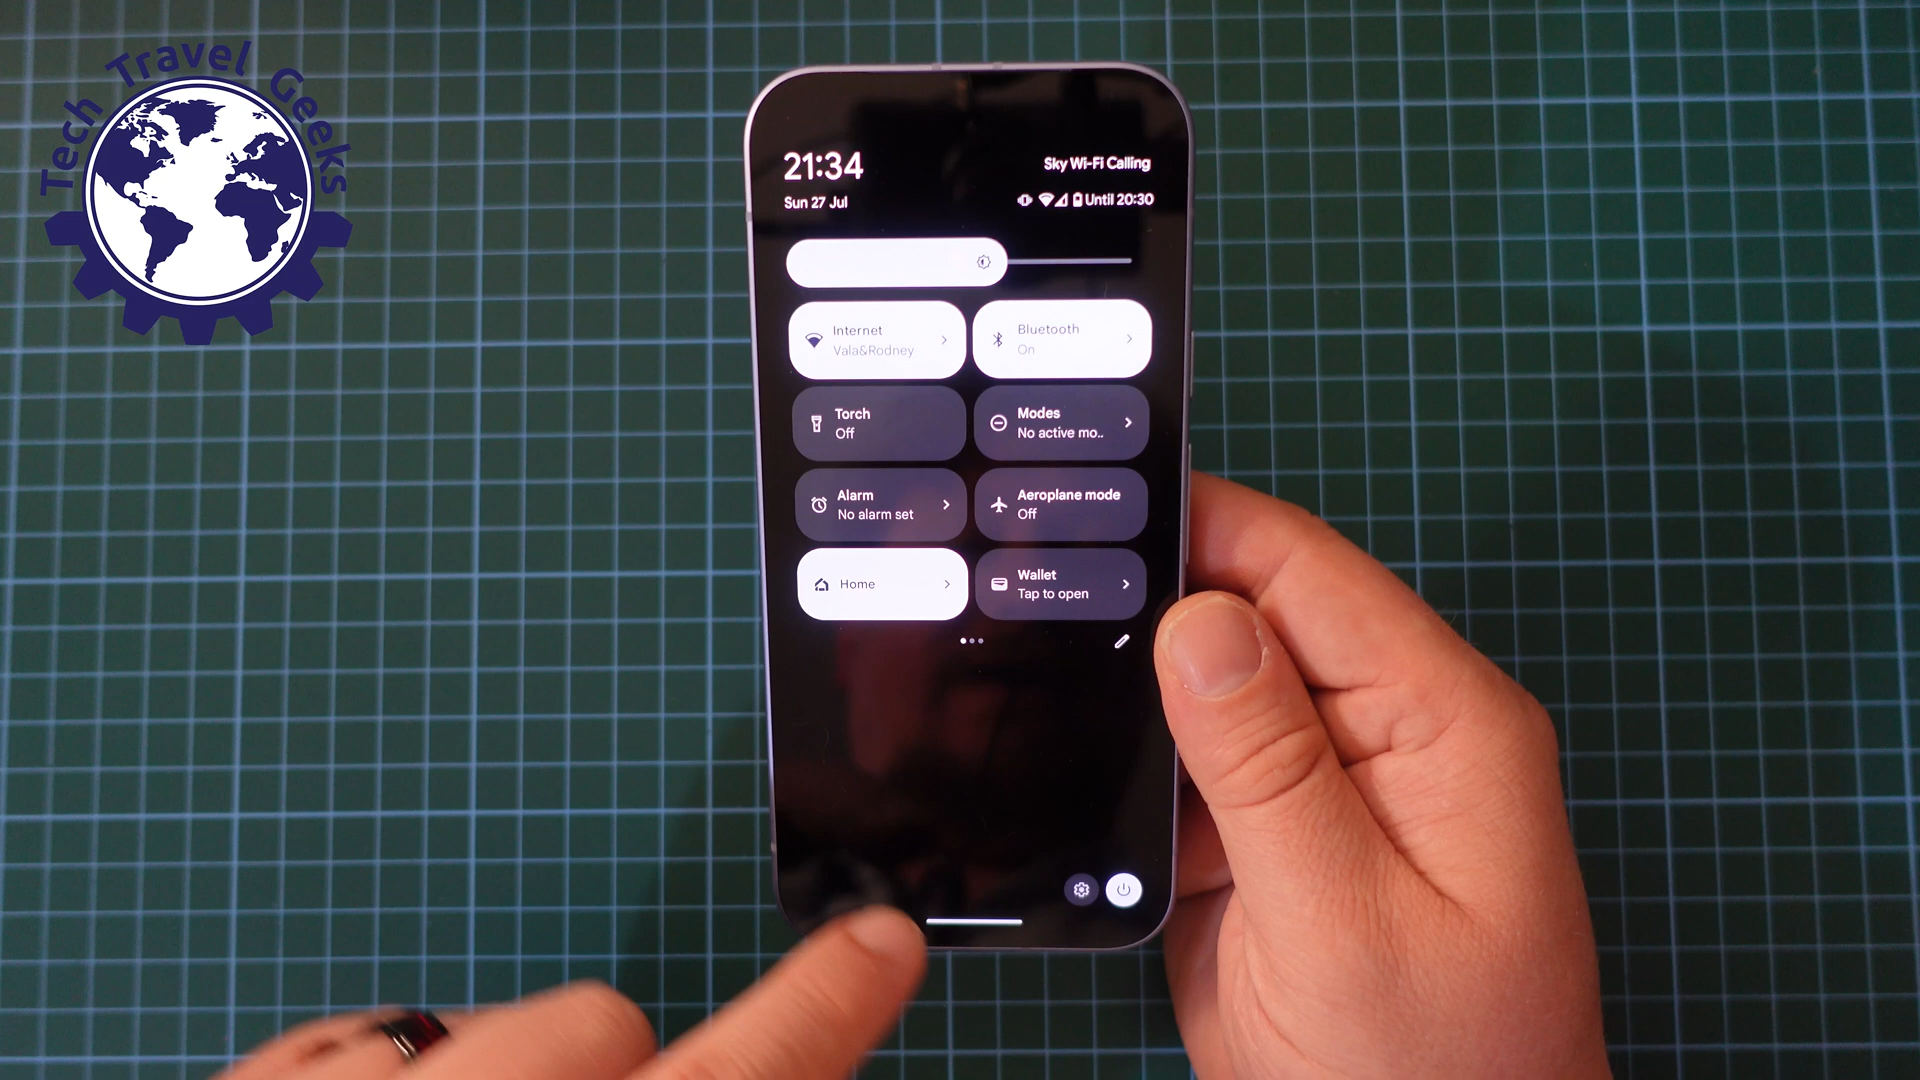 Tech Travel Geeks
21:34
Sky Wi-Fi Calling
Sun 27 Jul
Until 20:30
Internet
Vala&Rodney
Bluetooth
On
Torch
Off
Modes
No active mo..
Alarm
No alarm set
Aeroplane mode
Off
Home
Wallet
Tap to open